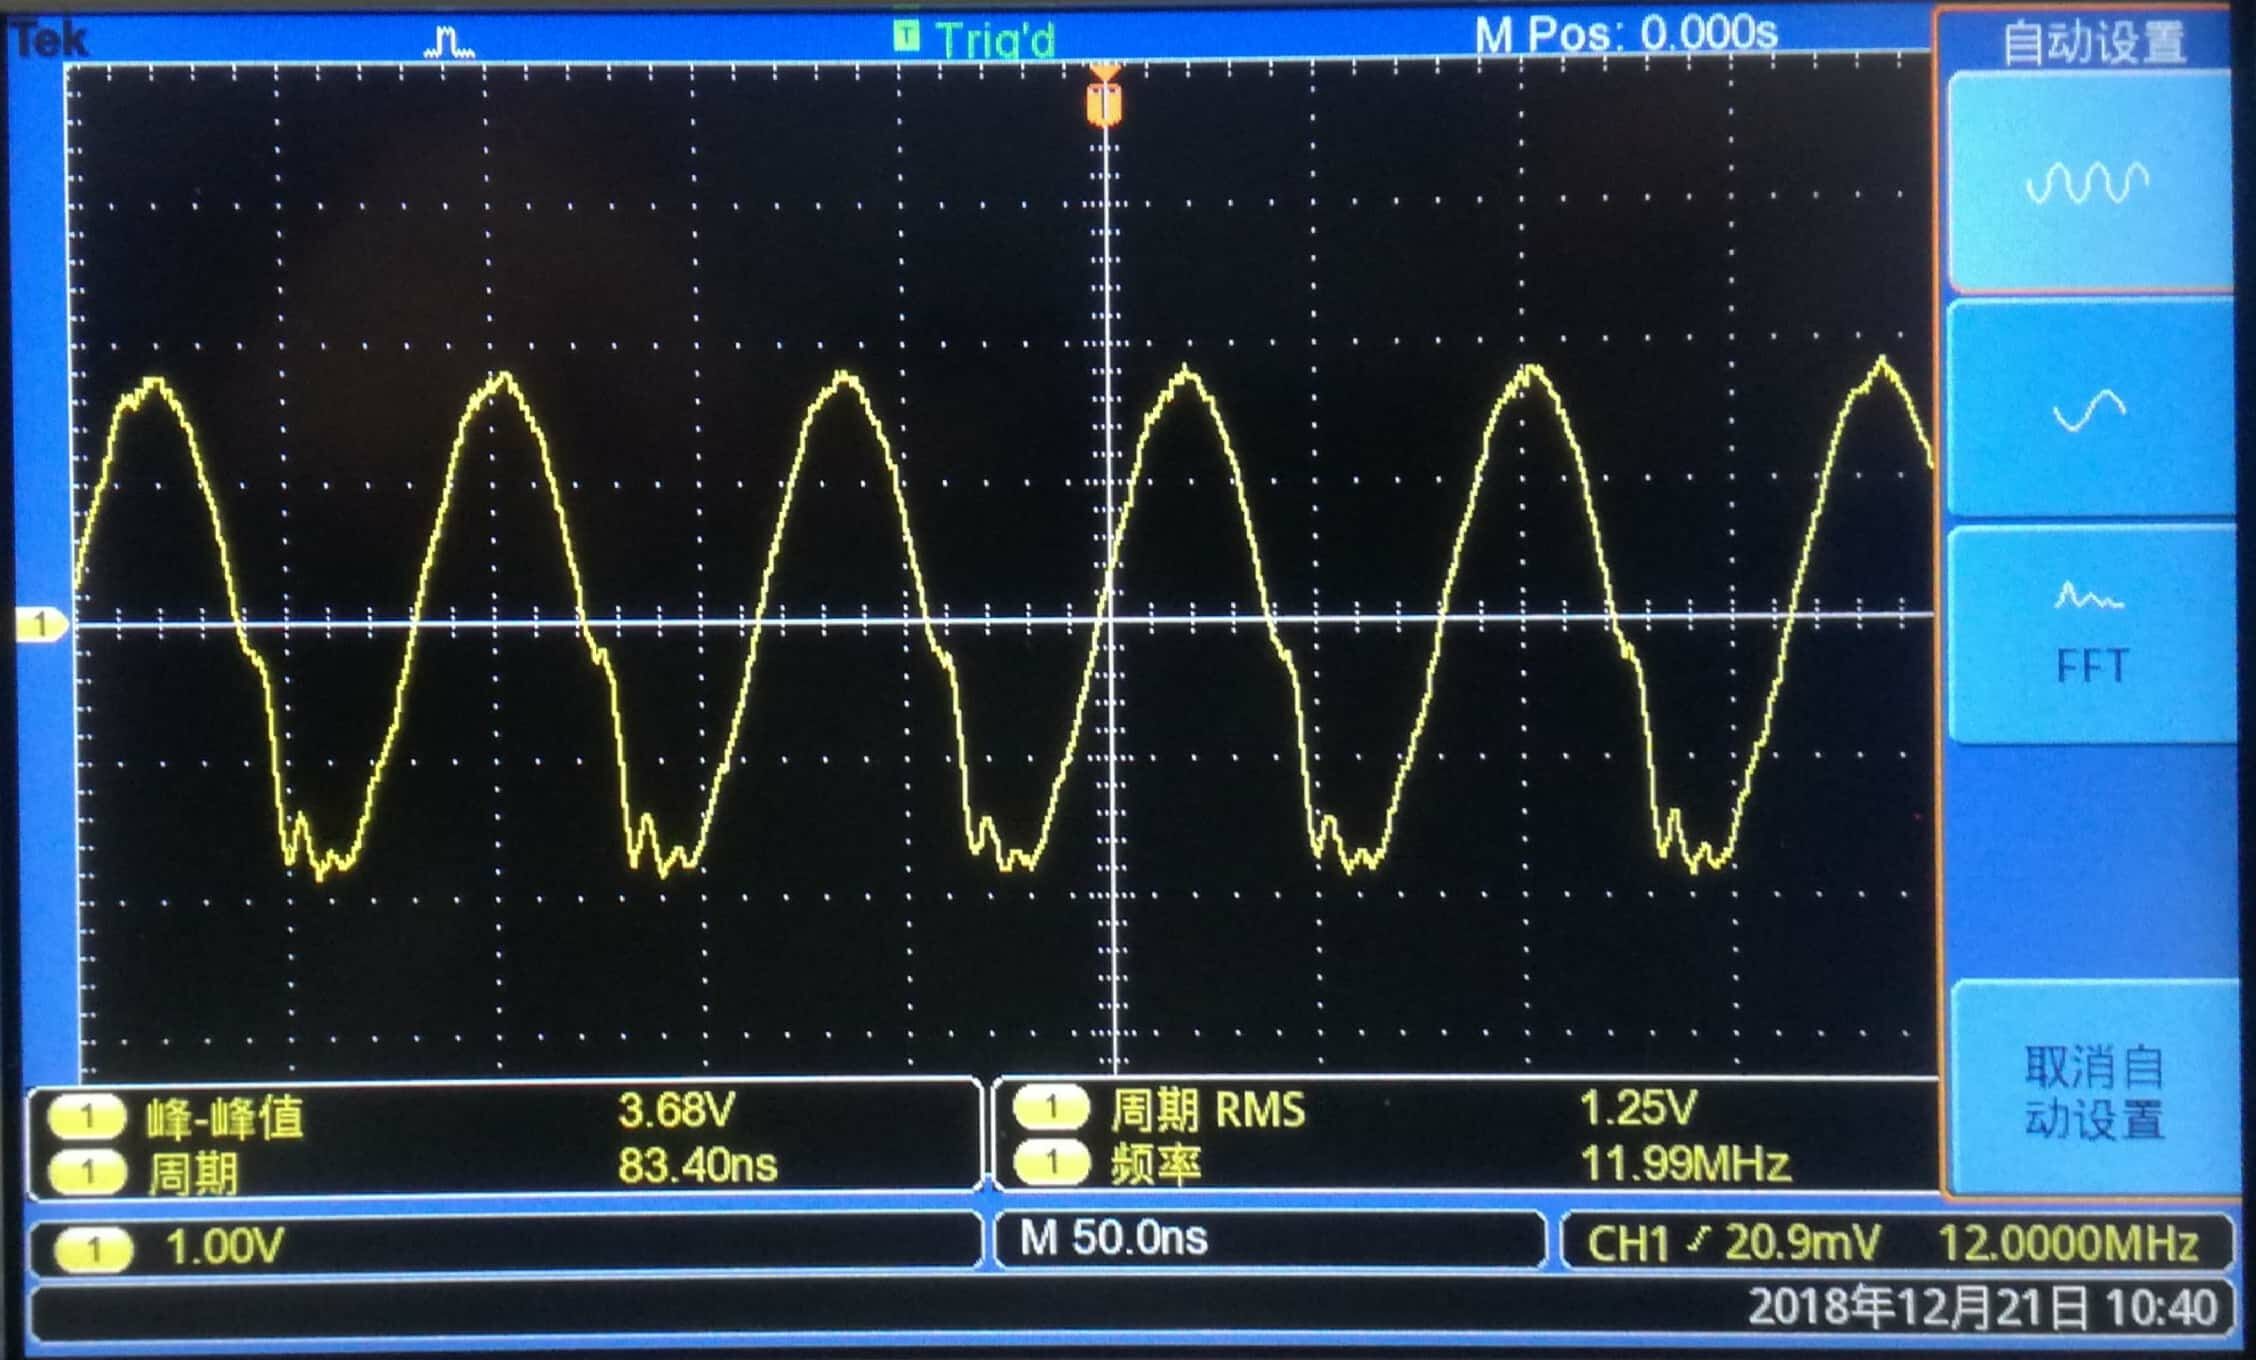 Tek
T Trig'd
M Pos: 0.000s
自动设置
T
1
FFT
取消自
动设置
1 峰-峰值 3.68V
1 周期 83.40ns
1 周期 RMS 1.25V
1 频率 11.99MHz
1 1.00V
M 50.0ns
CH1 20.9mV 12.0000MHz
2018年12月21日 10:40